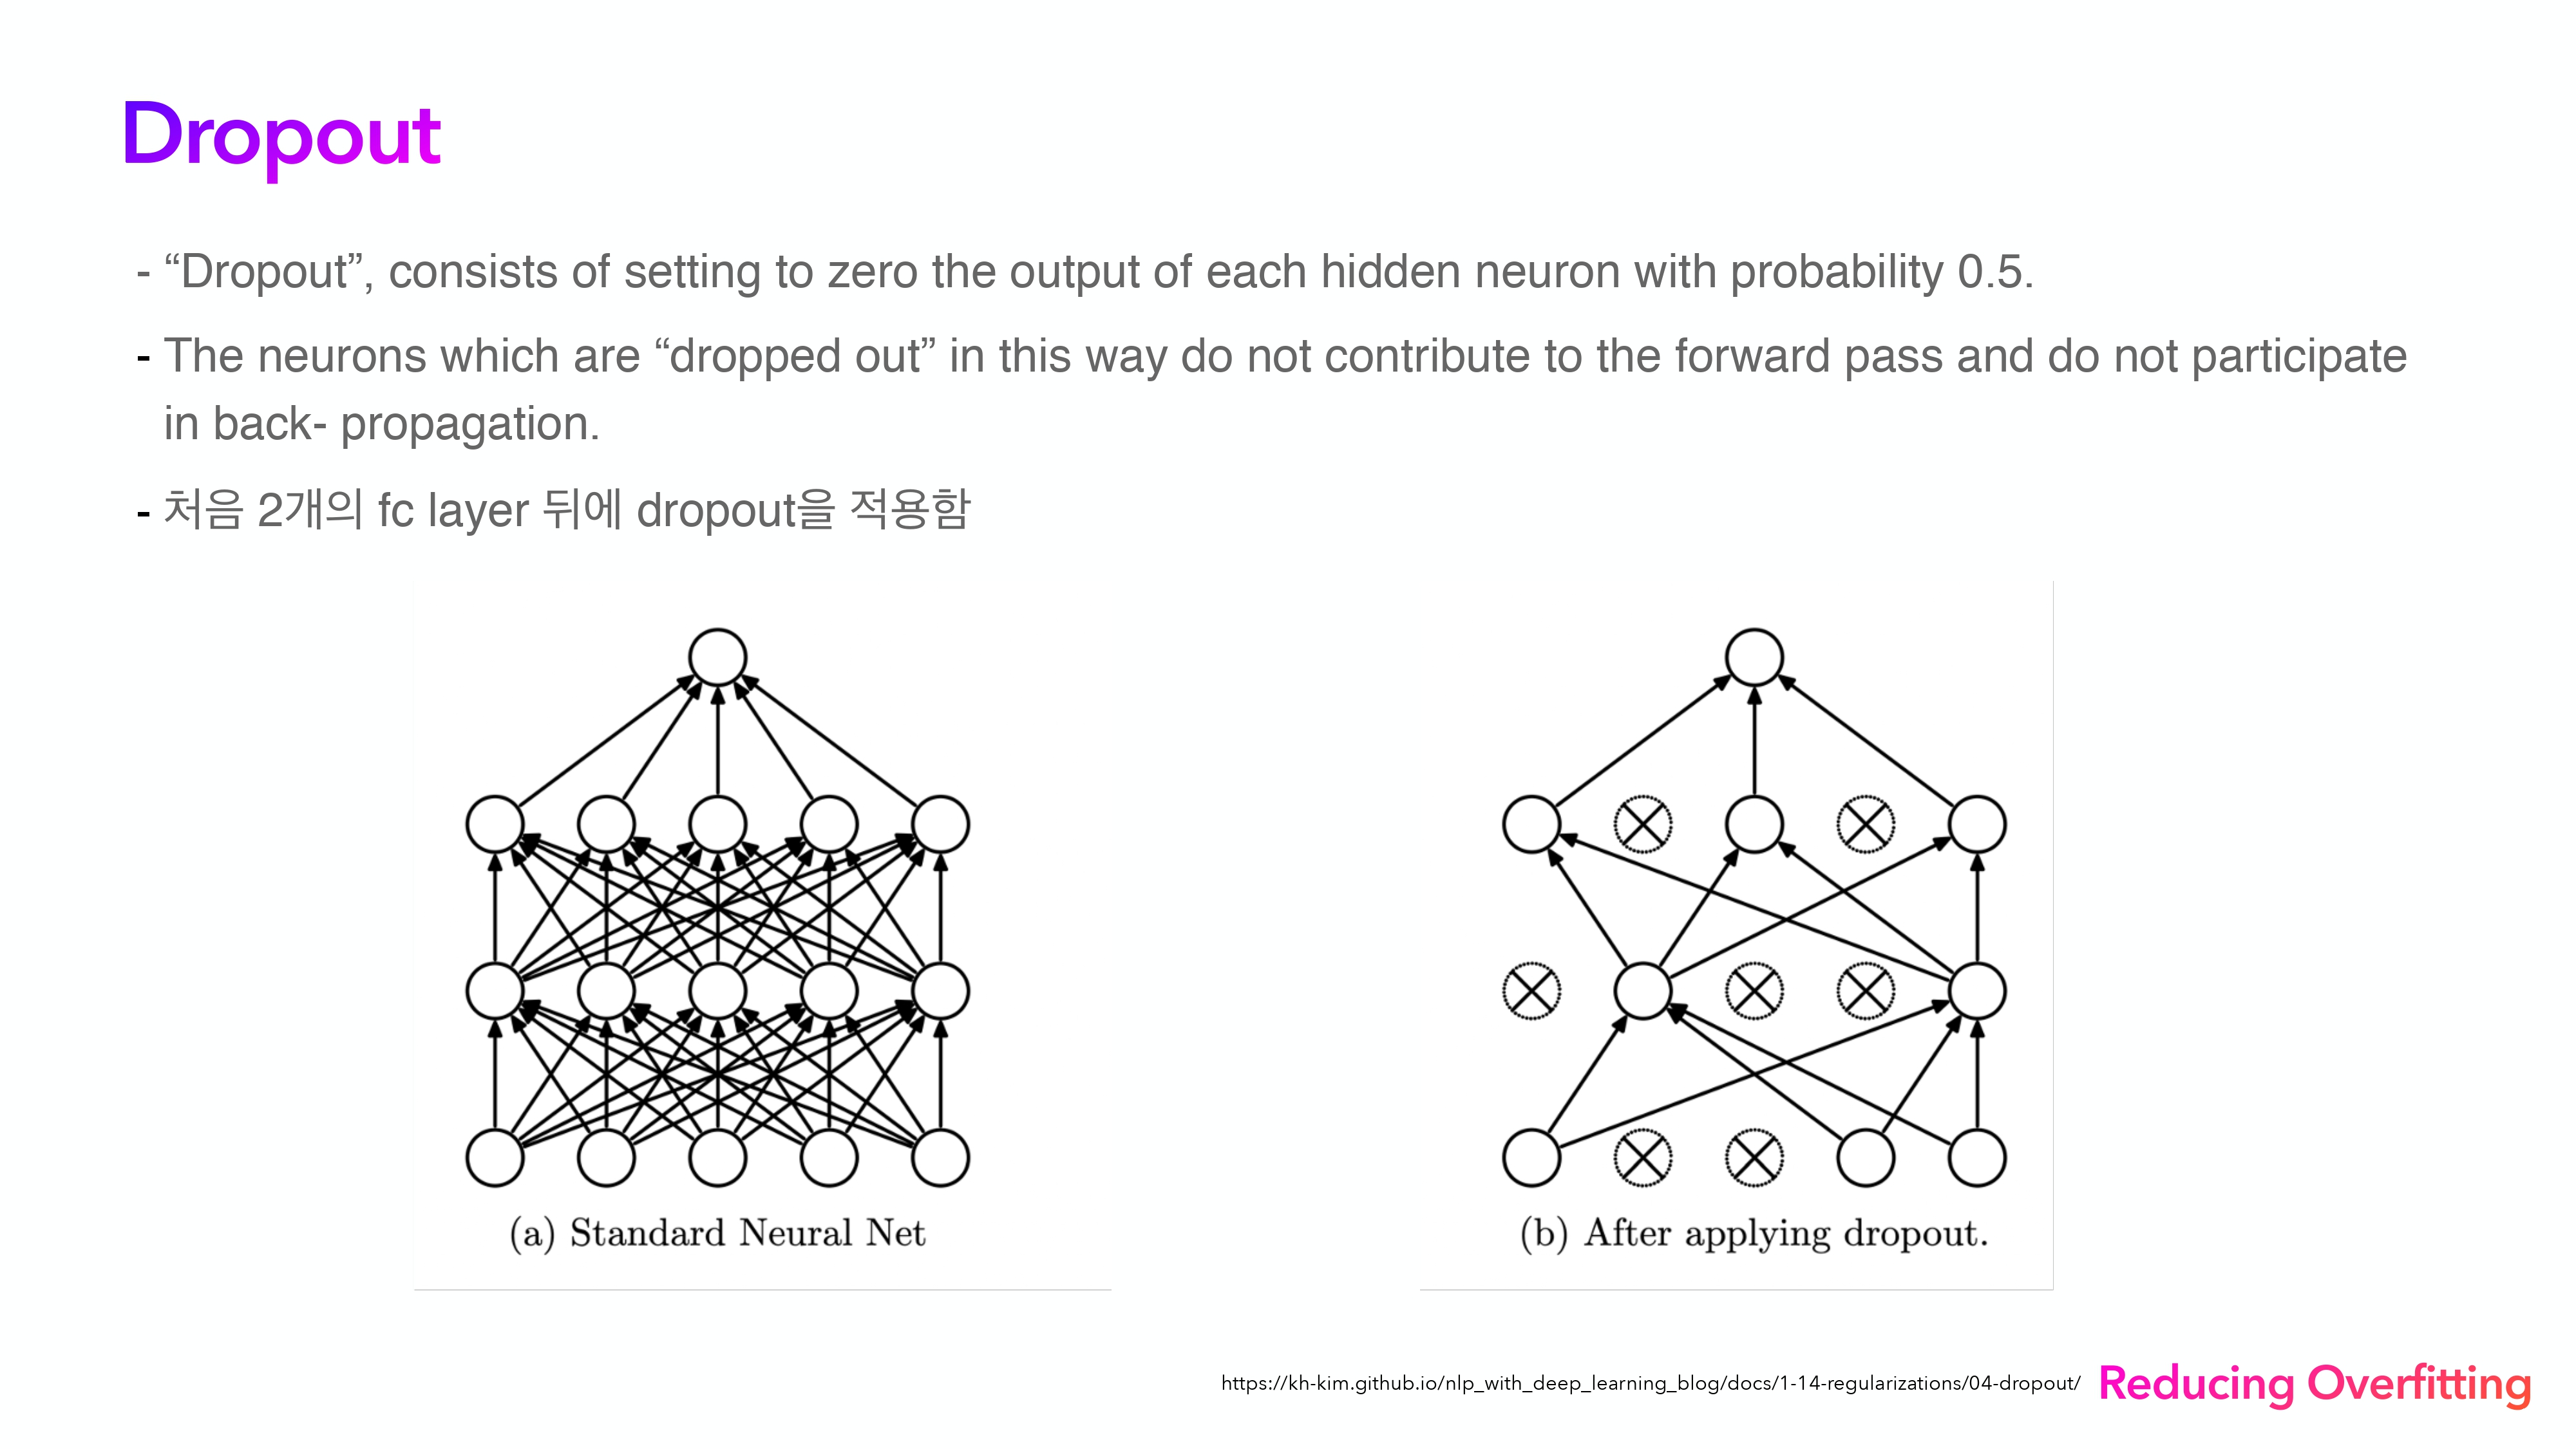 Dropout
- “Dropout”, consists of setting to zero the output of each hidden neuron with probability 0.5.
- The neurons which are “dropped out” in this way do not contribute to the forward pass and do not participate
in back- propagation.
- 처음 2개의 fc layer 뒤에 dropout을 적용함
(a) Standard Neural Net
(b) After applying dropout.
https://kh-kim.github.io/nlp_with_deep_learning_blog/docs/1-14-regularizations/04-dropout/
Reducing Overfitting